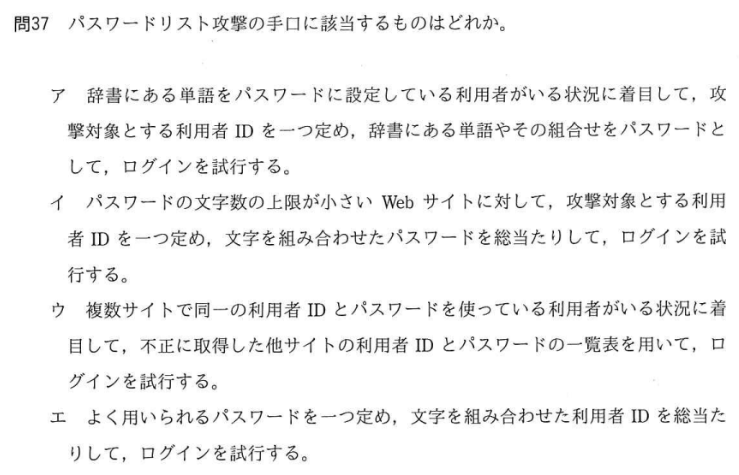 問37 パスワードリスト攻撃の手口に該当するものはどれか。
ア 辞書にある単語をパスワードに設定している利用者がいる状況に着目して，攻
撃対象とする利用者 ID を一つ定め，辞書にある単語やその組合せをパスワードと
して，ログインを試行する。
イ パスワードの文字数の上限が小さい Web サイトに対して，攻撃対象とする利用
者 ID を一つ定め，文字を組み合わせたパスワードを総当たりして，ログインを試
行する。
ウ 複数サイトで同一の利用者 ID とパスワードを使っている利用者がいる状況に着
目して，不正に取得した他サイトの利用者 ID とパスワードの一覧表を用いて，ロ
グインを試行する。
エ よく用いられるパスワードを一つ定め，文字を組み合わせた利用者 ID を総当た
りして，ログインを試行する。